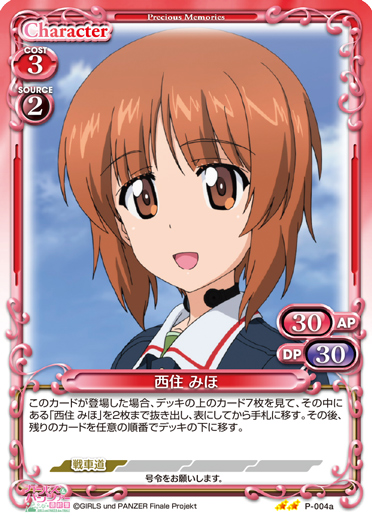 Precious Memories
Character
COST
3
SOURCE
2
30 AP
DP 30
西住 みほ
このカードが登場した場合、デッキの上のカード7枚を見て、その中に
ある「西住 みほ」を2枚まで抜き出し、表にしてから手札に移す。その後、
残りのカードを任意の順番でデッキの下に移す。
戦車道
号令をお願いします。
©GIRLS und PANZER Finale Projekt
P-004a